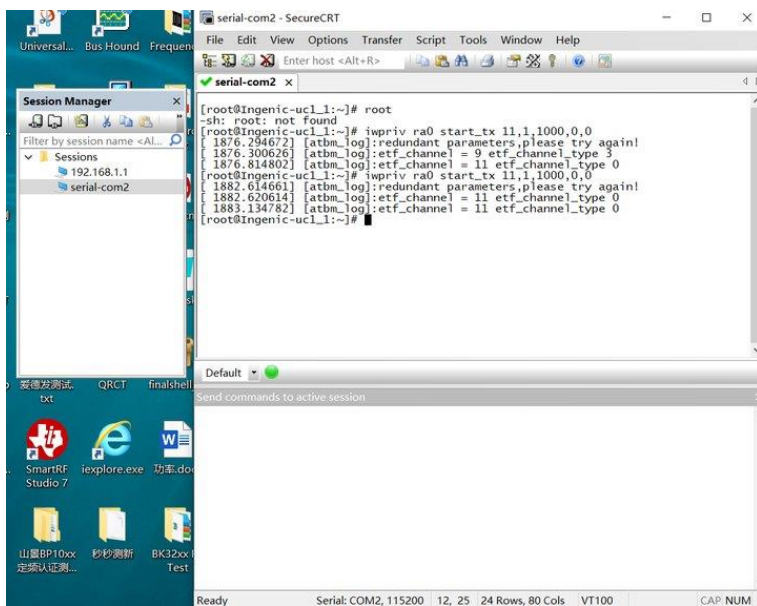 Universal...
Bus Hound
Frequen
serial-com2 - SecureCRT
File Edit View Options Transfer Script Tools Window Help
Enter host <Alt+R>
serial-com2
Session Manager
Filter by session name <Al...
Sessions
192.168.1.1
serial-com2
[root@Ingenic-uc1_1:~]# root
-sh: root: not found
[root@Ingenic-uc1_1:~]# iwpriv ra0 start_tx 11,1,1000,0,0
[ 1876.294672] [atbm_log]:redundant parameters,please try again!
[ 1876.300626] [atbm_log]:etf_channel = 9 etf_channel_type 3
[ 1876.814802] [atbm_log]:etf_channel = 11 etf_channel_type 0
[root@Ingenic-uc1_1:~]# iwpriv ra0 start_tx 11,1,1000,0,0
[ 1882.614661] [atbm_log]:redundant parameters,please try again!
[ 1882.620614] [atbm_log]:etf_channel = 11 etf_channel_type 0
[ 1883.134782] [atbm_log]:etf_channel = 11 etf_channel_type 0
[root@Ingenic-uc1_1:~]#
Default
Send commands to active session
爱德发测试.
txt
QRCT
finalshell
SmartRF
Studio 7
iexplore.exe
功率.do
山景BP10xx
定频认证测...
秒秒测新
BK32xx
Test
Ready
Serial: COM2, 115200
12, 25
24 Rows, 80 Cols
VT100
CAP NUM